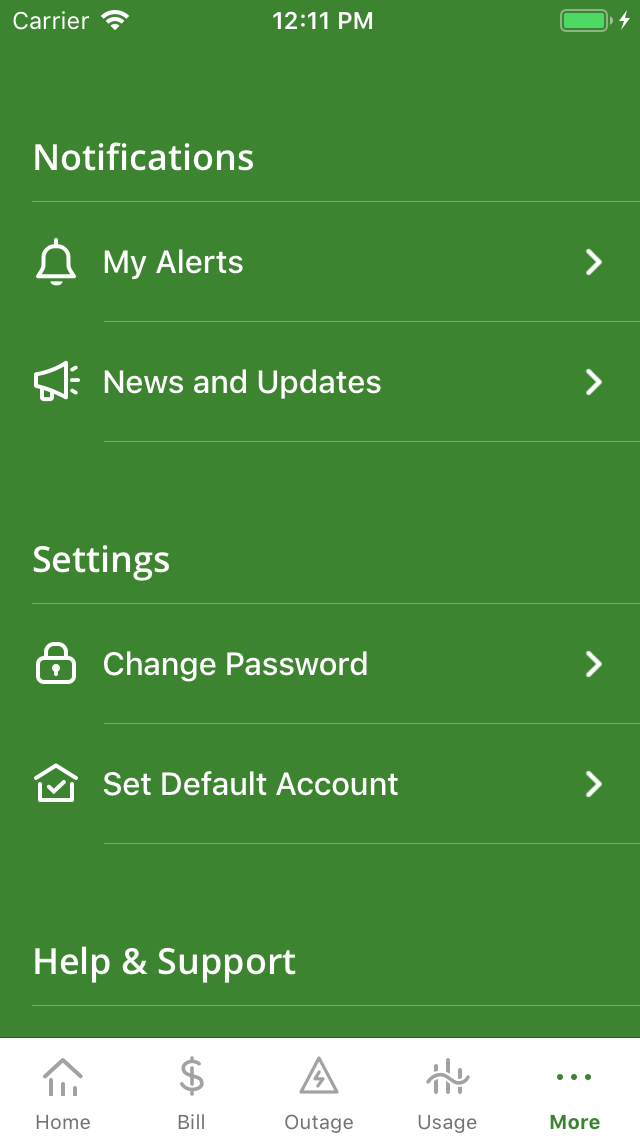 Carrier 12:11 PM
Notifications
My Alerts
News and Updates
Settings
Change Password
Set Default Account
Help & Support
Home Bill Outage Usage More